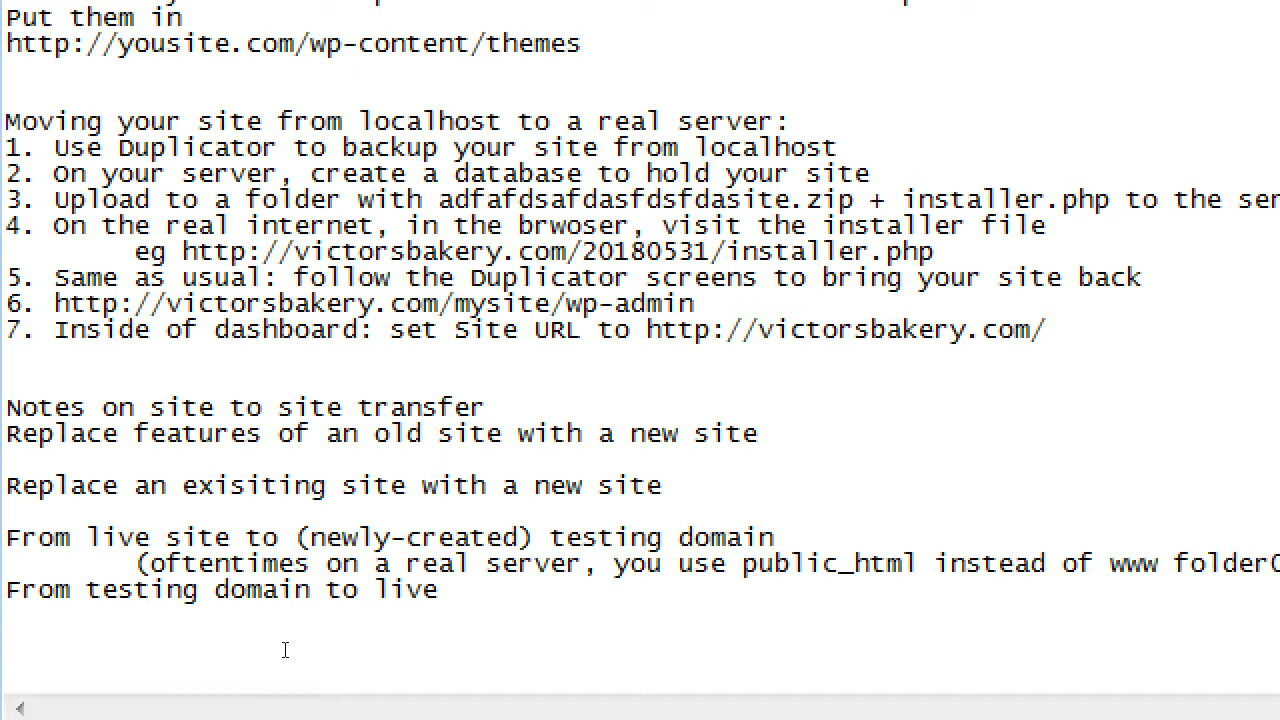 Put them in
http://yousite.com/wp-content/themes
Moving your site from localhost to a real server:
1. Use Duplicator to backup your site from localhost
2. On your server, create a database to hold your site
3. Upload to a folder with adfafdsafdasfdsfdasite.zip + installer.php to the
4. On the real internet, in the brwoser, visit the installer file
eg http://victorsbakery.com/20180531/installer.php
5. Same as usual: follow the Duplicator screens to bring your site back
6. http://victorsbakery.com/mysite/wp-admin
7. Inside of dashboard: set Site URL to http://victorsbakery.com/
Notes on site to site transfer
Replace features of an old site with a new site
Replace an exisiting site with a new site
From live site to (newly-created) testing domain
(oftentimes on a real server, you use public_html instead of www folder
From testing domain to live